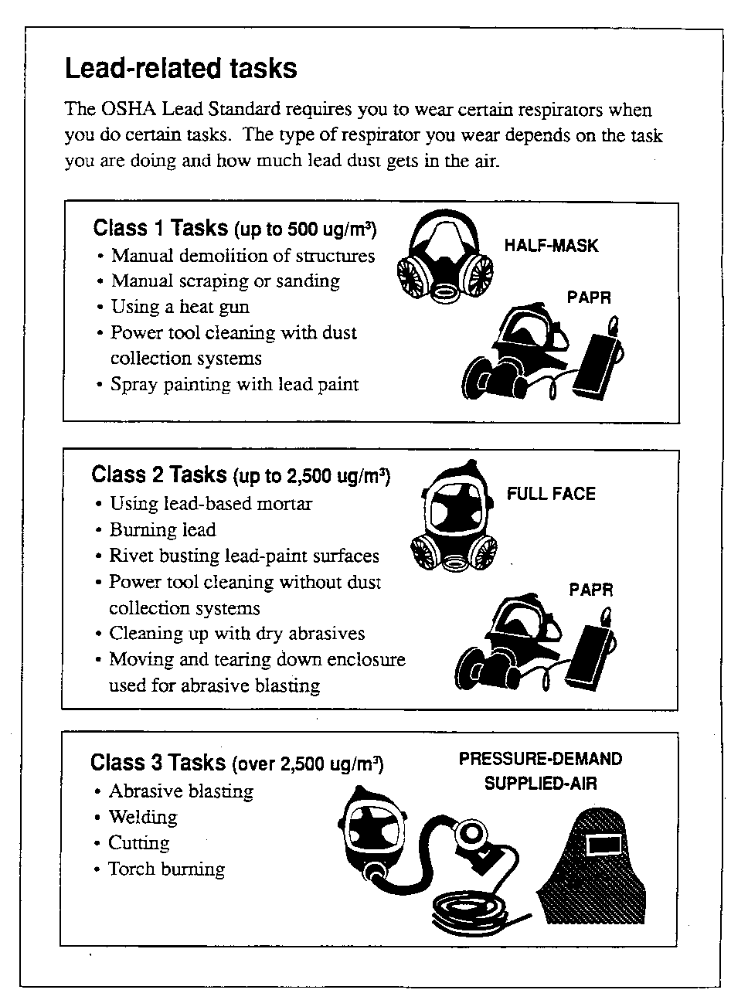 Lead-related tasks
The OSHA Lead Standard requires you to wear certain respirators when
you do certain tasks. The type of respirator you wear depends on the task
you are doing and how much lead dust gets in the air.
Class 1 Tasks (up to 500 ug/m³)
• Manual demolition of structures
• Manual scraping or sanding
• Using a heat gun
• Power tool cleaning with dust
collection systems
• Spray painting with lead paint
HALF-MASK
PAPR
Class 2 Tasks (up to 2,500 ug/m³)
• Using lead-based mortar
• Burning lead
• Rivet busting lead-paint surfaces
• Power tool cleaning without dust
collection systems
• Cleaning up with dry abrasives
• Moving and tearing down enclosure
used for abrasive blasting
FULL FACE
PAPR
Class 3 Tasks (over 2,500 ug/m³)
• Abrasive blasting
• Welding
• Cutting
• Torch burning
PRESSURE-DEMAND
SUPPLIED-AIR